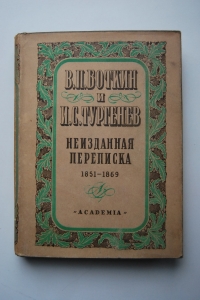 В.П.БОТКИН
И
И.С.ТУРГЕНЕВ
НЕИЗДАННАЯ
ПЕРЕПИСКА
1851-1869
-ACADEMIA-